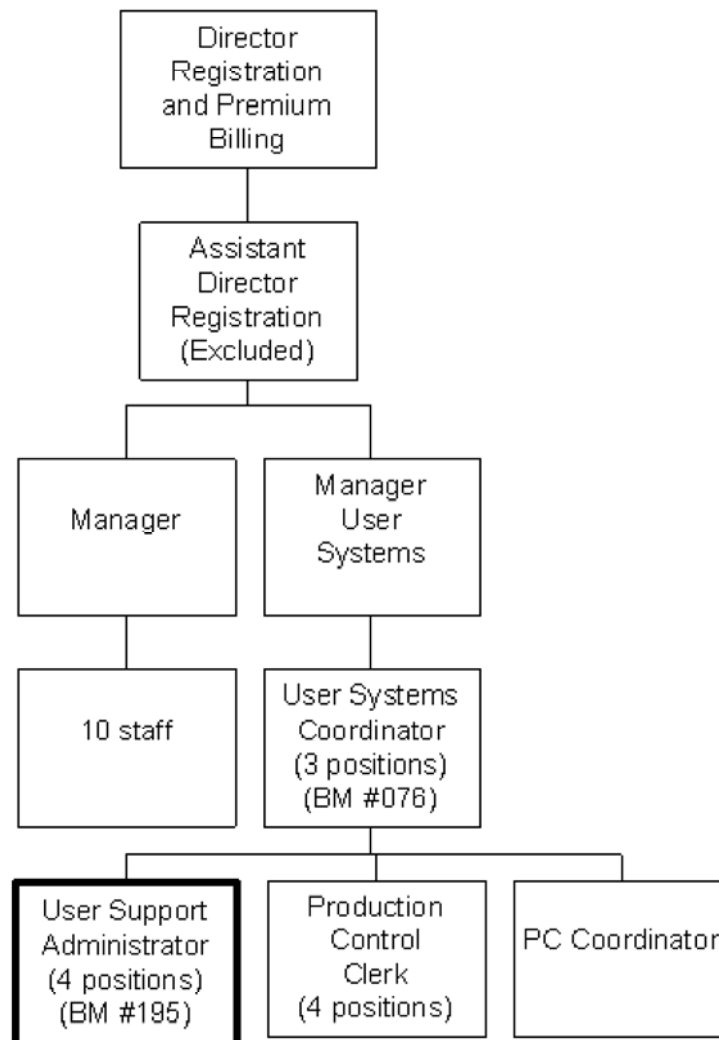 Director
Registration
and Premium
Billing
Assistant
Director
Registration
(Excluded)
Manager
Manager
User
Systems
10 staff
User Systems
Coordinator
(3 positions)
(BM #076)
User Support
Administrator
(4 positions)
(BM #195)
Production
Control
Clerk
(4 positions)
PC Coordinator